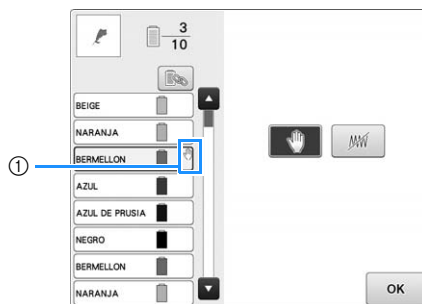 3
10
BEIGE
NARANJA
BERMELLON
①
AZUL
AZUL DE PRUSIA
NEGRO
BERMELLON
NARANJA
OK